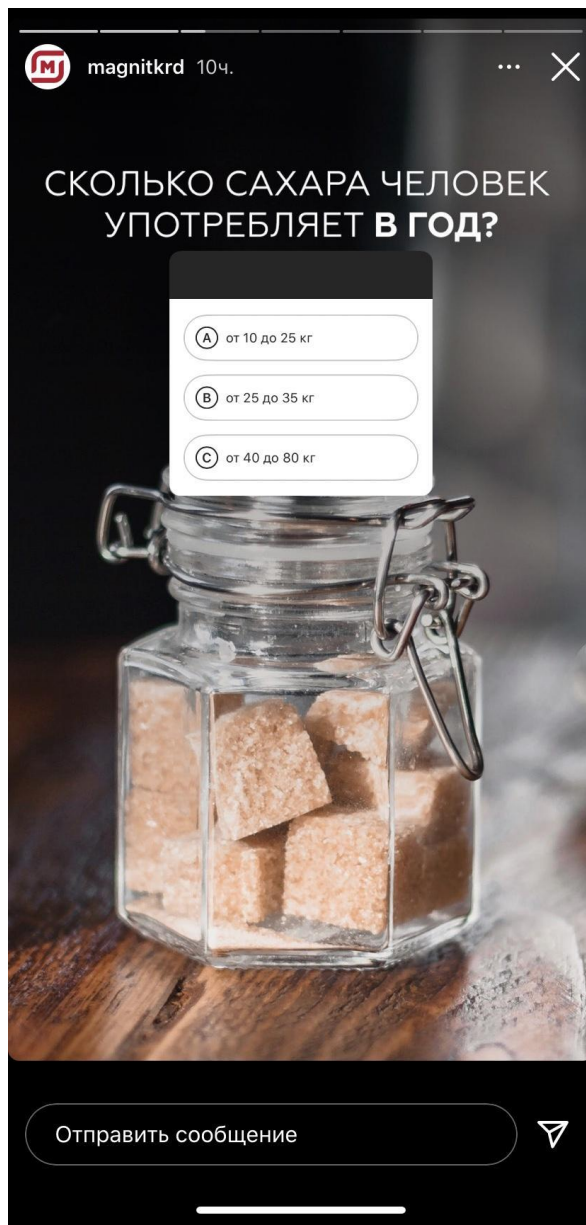 magnitkrd 10ч.
СКОЛЬКО САХАРА ЧЕЛОВЕК
УПОТРЕБЛЯЕТ В ГОД?
A от 10 до 25 кг
B от 25 до 35 кг
C от 40 до 80 кг
Отправить сообщение